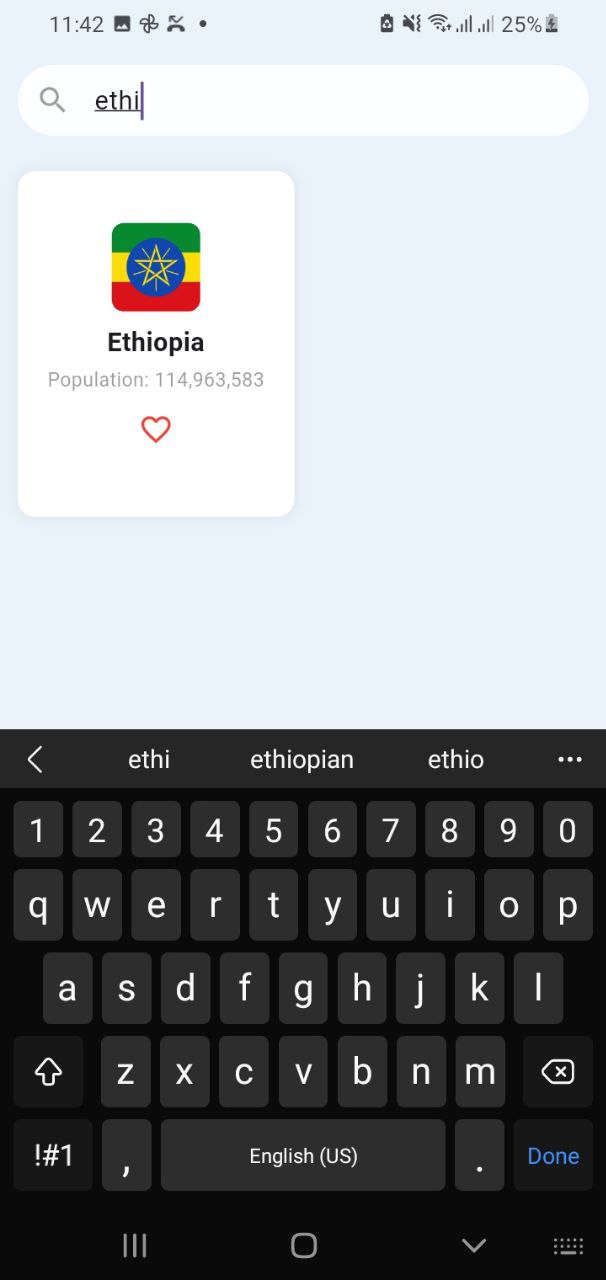 11:42 25%
ethi
Ethiopia
Population: 114,963,583
ethi ethiopian ethio
1 2 3 4 5 6 7 8 9 0
q w e r t y u i o p
a s d f g h j k l
z x c v b n m
!#1 , English (US) . Done